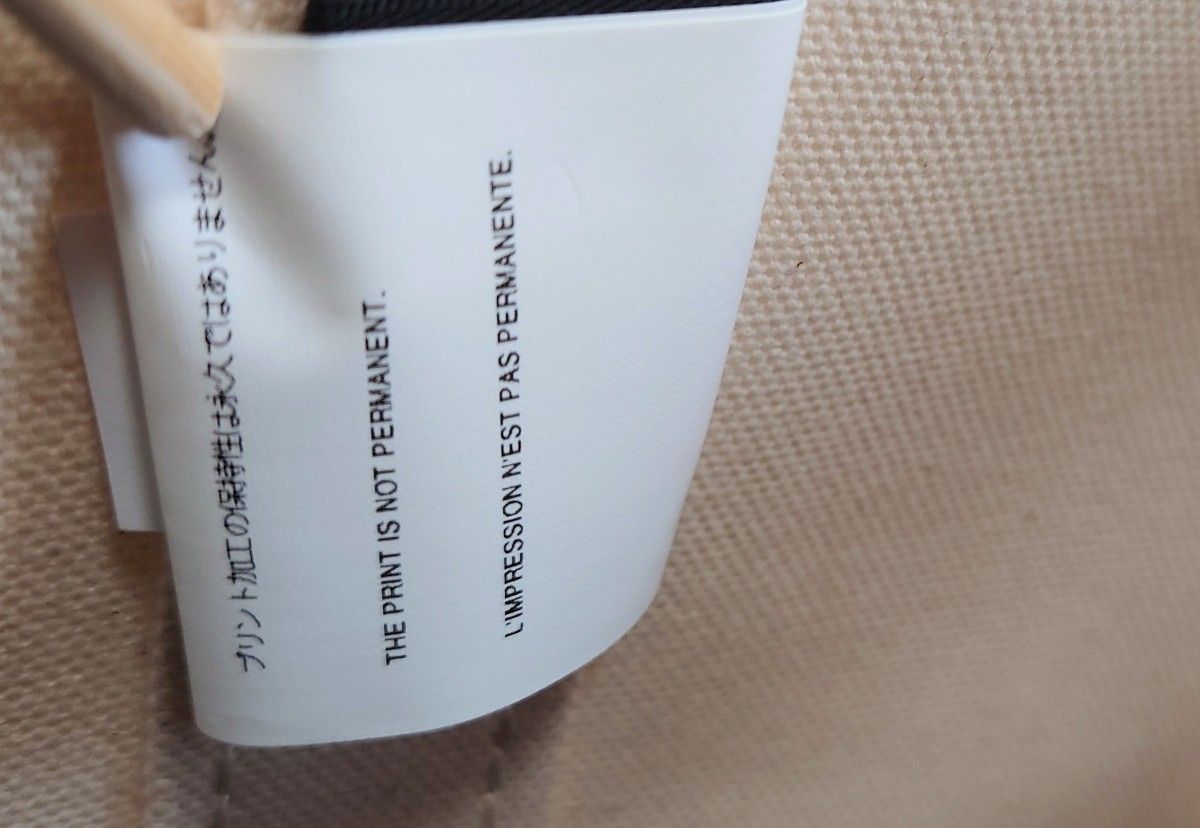 プリント加工の保持性は永久ではありません。
THE PRINT IS NOT PERMANENT.
L'IMPRESSION N'EST PAS PERMANENTE.